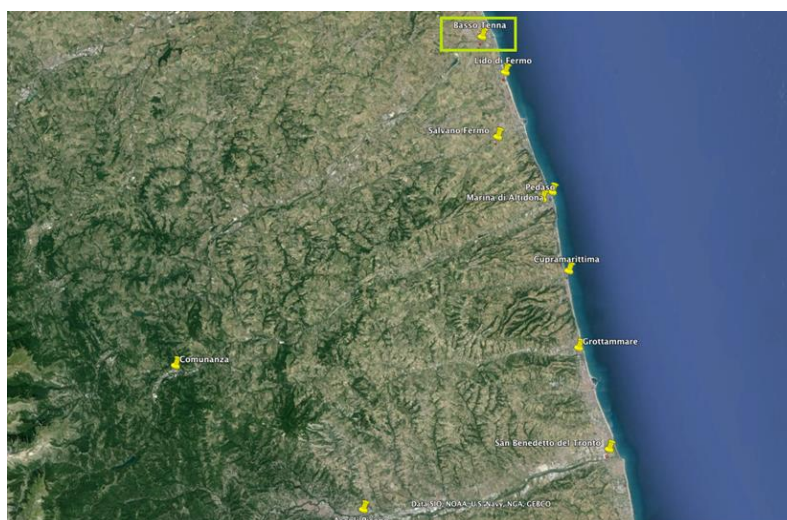 Basso Tenna
Lido di Fermo
Salvano Fermo
Pedaso
Marina di Altidona
Cupramarittima
Grottammare
Comunanza
San Benedetto del Tronto
Data SIO, NOAA, U.S. Navy, NGA, GEBCO